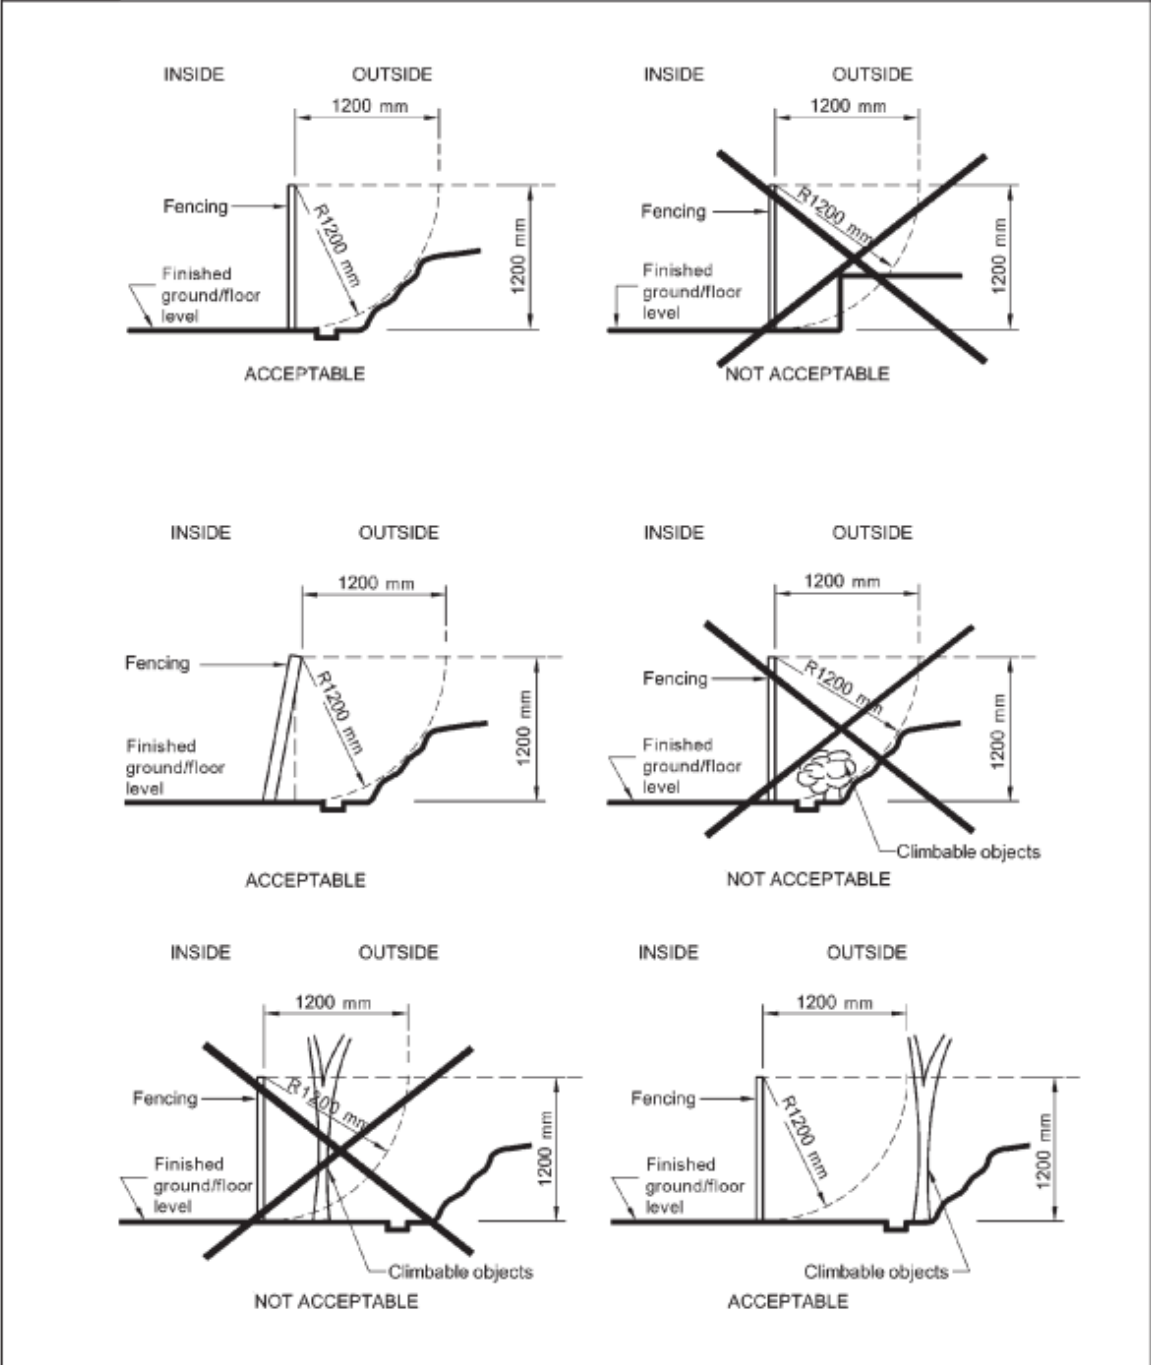 INSIDE OUTSIDE
1200 mm
Fencing
R1200 mm
1200 mm
Finished
ground/floor
level
ACCEPTABLE
INSIDE OUTSIDE
1200 mm
Fencing
R1200 mm
1200 mm
Finished
ground/floor
level
NOT ACCEPTABLE
INSIDE OUTSIDE
1200 mm
Fencing
R1200 mm
1200 mm
Finished
ground/floor
level
ACCEPTABLE
INSIDE OUTSIDE
1200 mm
Fencing
R1200 mm
1200 mm
Finished
ground/floor
level
Climbable objects
NOT ACCEPTABLE
INSIDE OUTSIDE
1200 mm
Fencing
R1200 mm
1200 mm
Finished
ground/floor
level
Climbable objects
NOT ACCEPTABLE
INSIDE OUTSIDE
1200 mm
Fencing
R1200 mm
1200 mm
Finished
ground/floor
level
Climbable objects
ACCEPTABLE